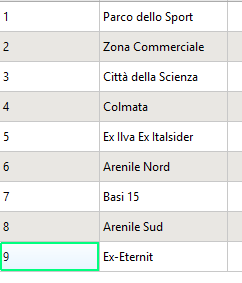 1 Parco dello Sport
2 Zona Commerciale
3 Città della Scienza
4 Colmata
5 Ex Ilva Ex Italsider
6 Arenile Nord
7 Basi 15
8 Arenile Sud
9 Ex-Eternit